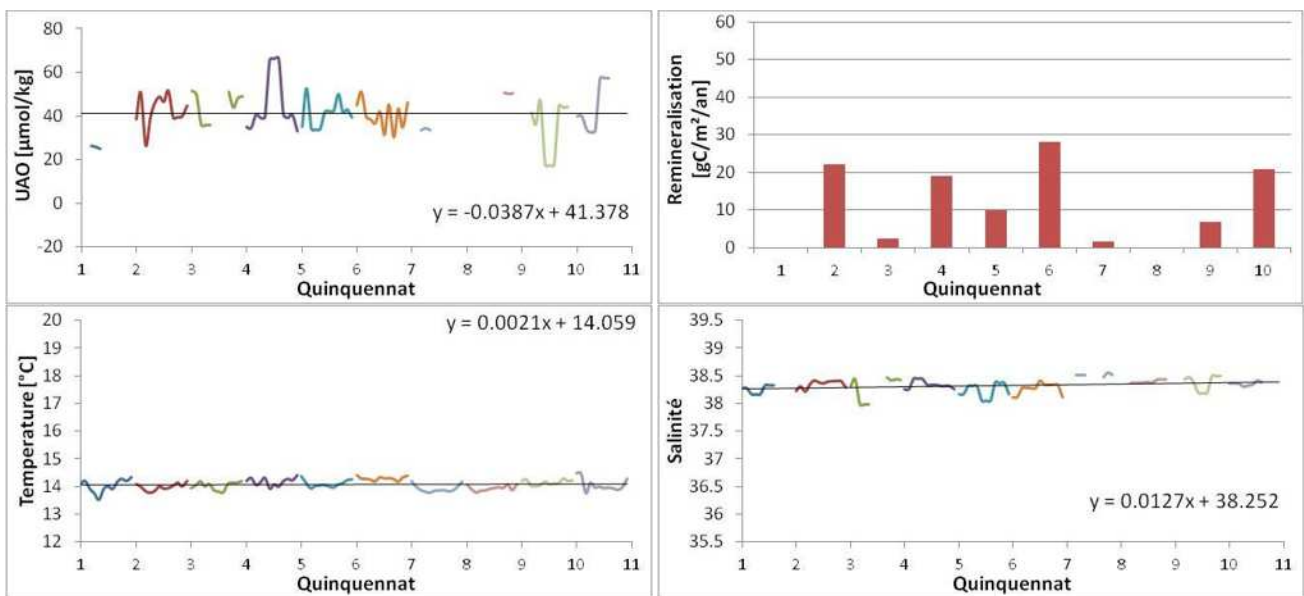 80
60
40
20
0
-20
UAO [µmol/kg]
y = -0.0387x + 41.378
1 2 3 4 5 6 7 8 9 10 11
Quinquennat
60
50
40
30
20
10
0
Remineralisation
[gC/m²/an]
1 2 3 4 5 6 7 8 9 10
Quinquennat
20
19
18
17
16
15
14
13
12
Temperature [°C]
y = 0.0021x + 14.059
1 2 3 4 5 6 7 8 9 10 11
Quinquennat
39.5
39
38.5
38
37.5
37
36.5
36
35.5
Salinité
y = 0.0127x + 38.252
1 2 3 4 5 6 7 8 9 10 11
Quinquennat